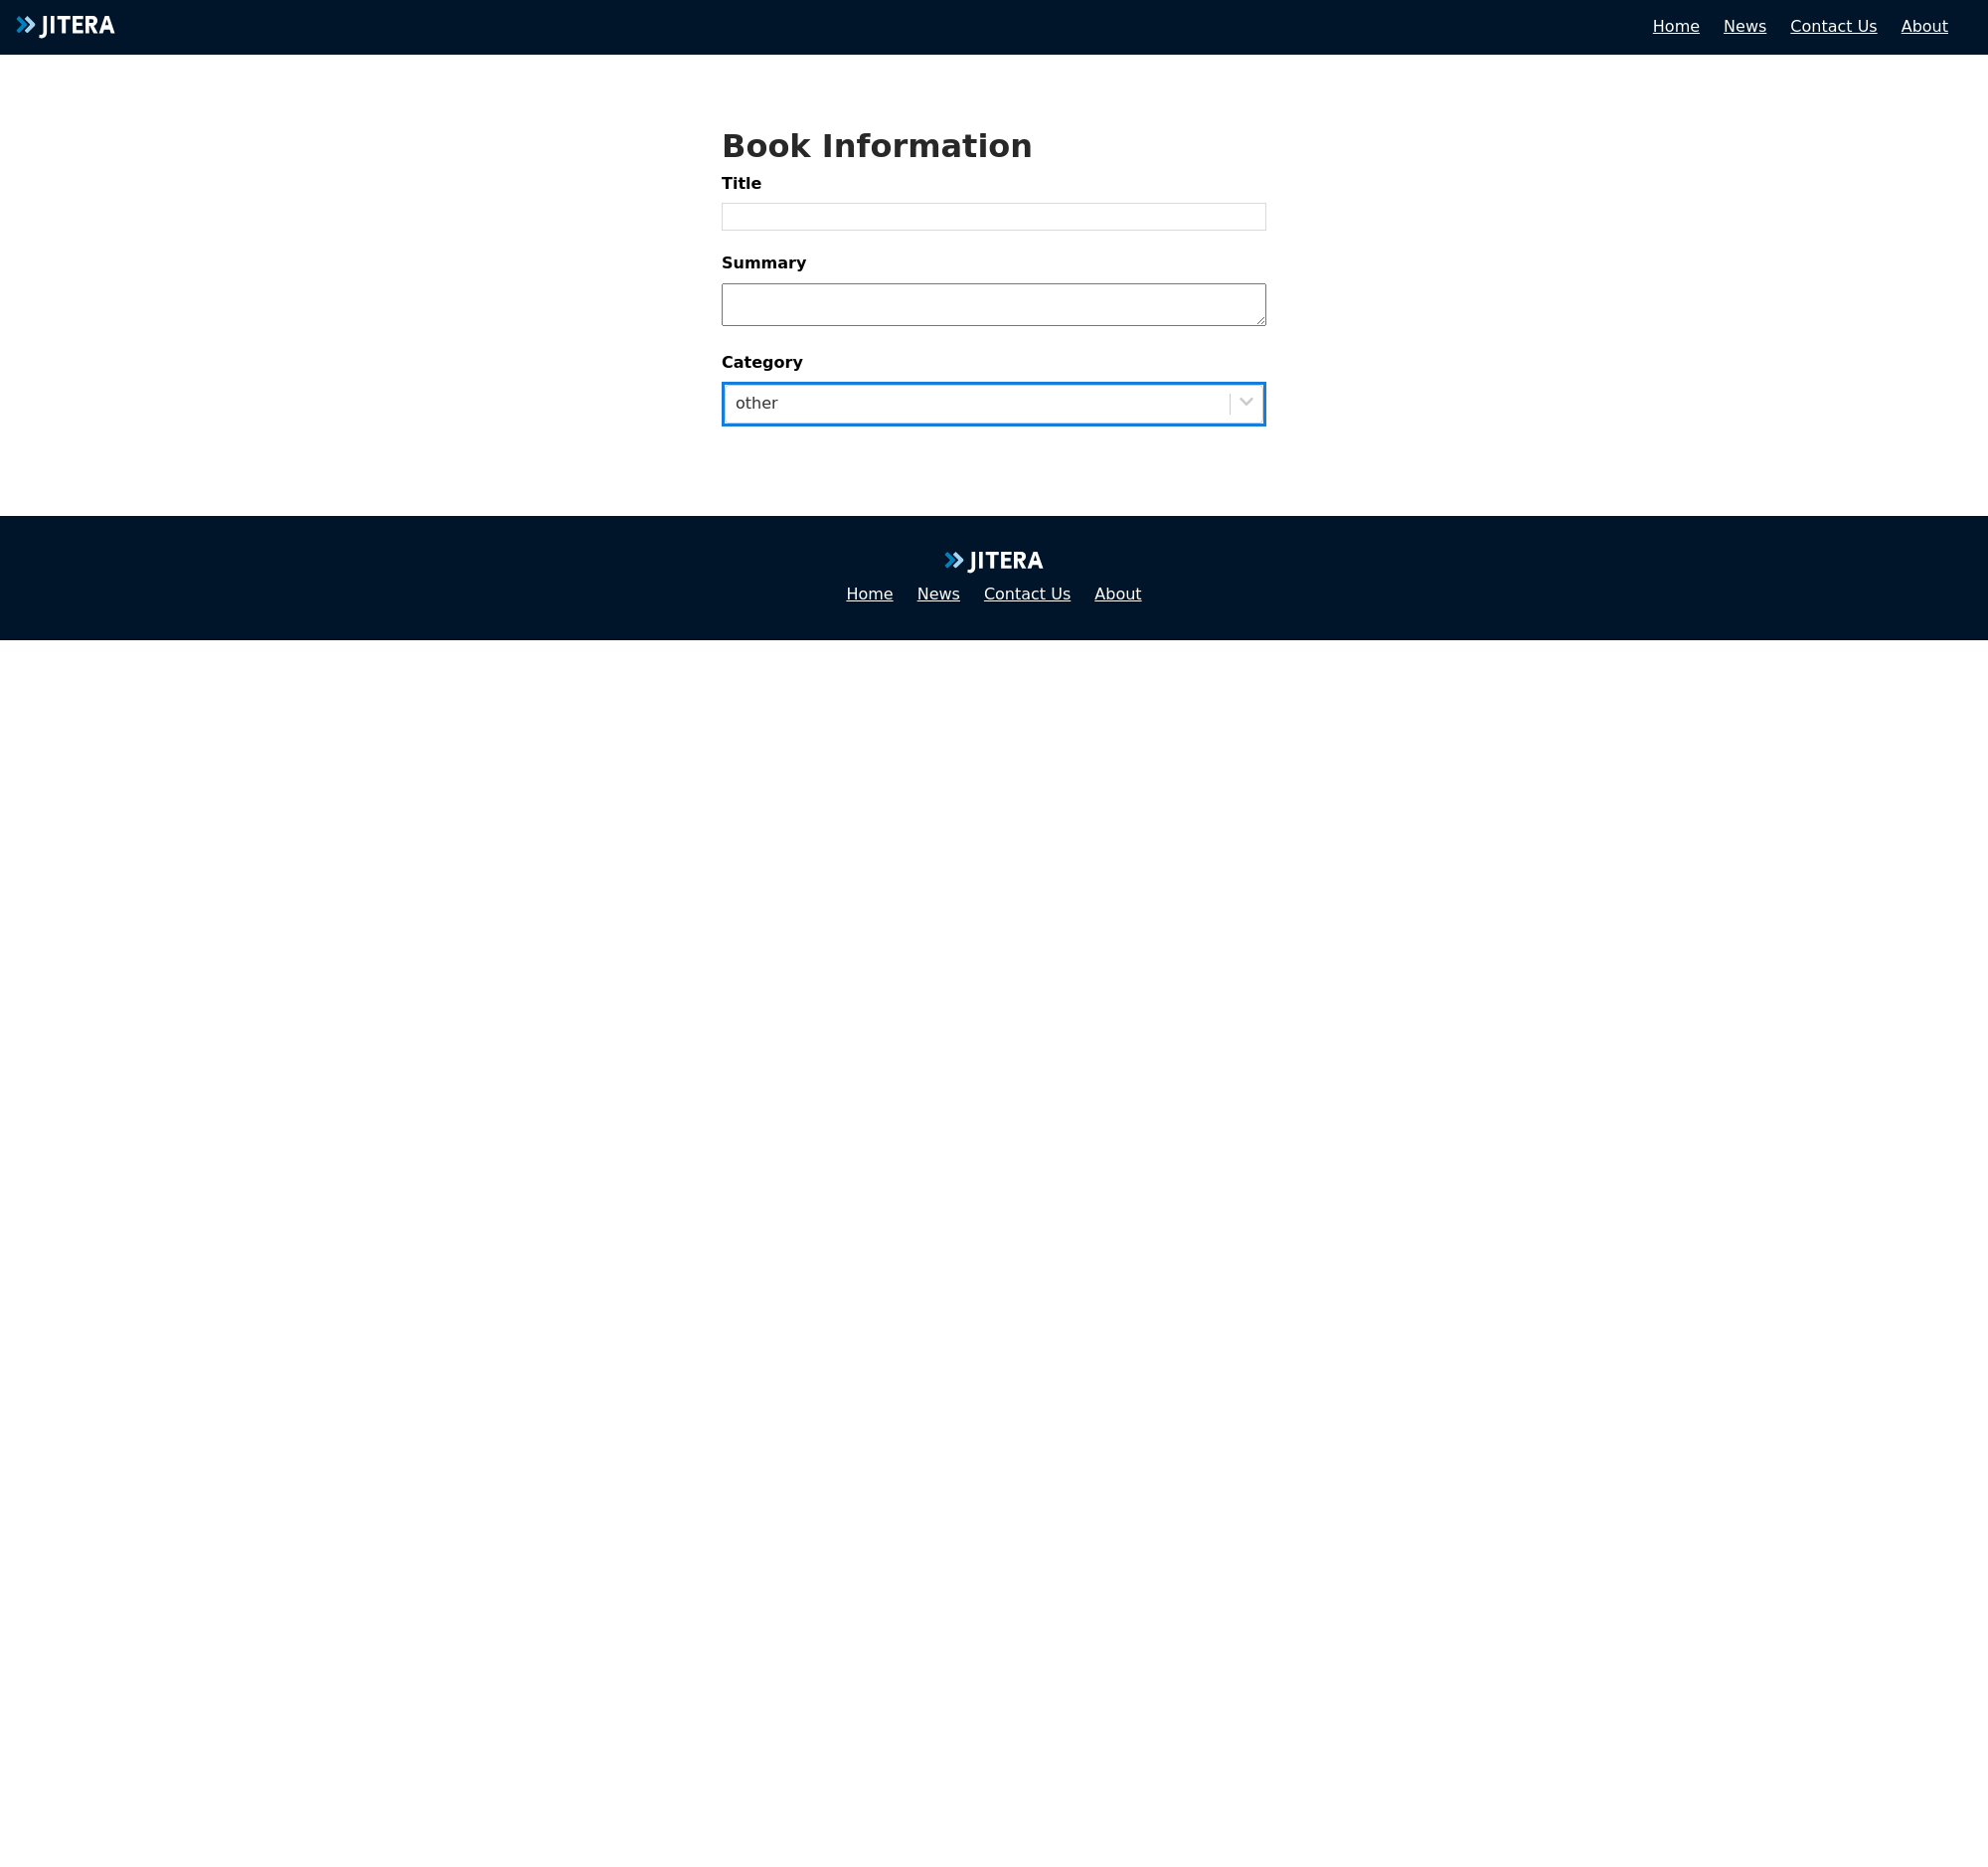 JITERA
Home News Contact Us About
Book Information
Title
Summary
Category
other
JITERA
Home News Contact Us About